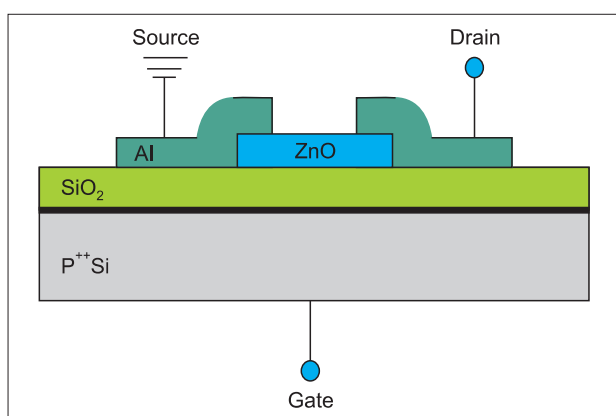 Source
Drain
Al
ZnO
SiO₂
P⁺⁺Si
Gate